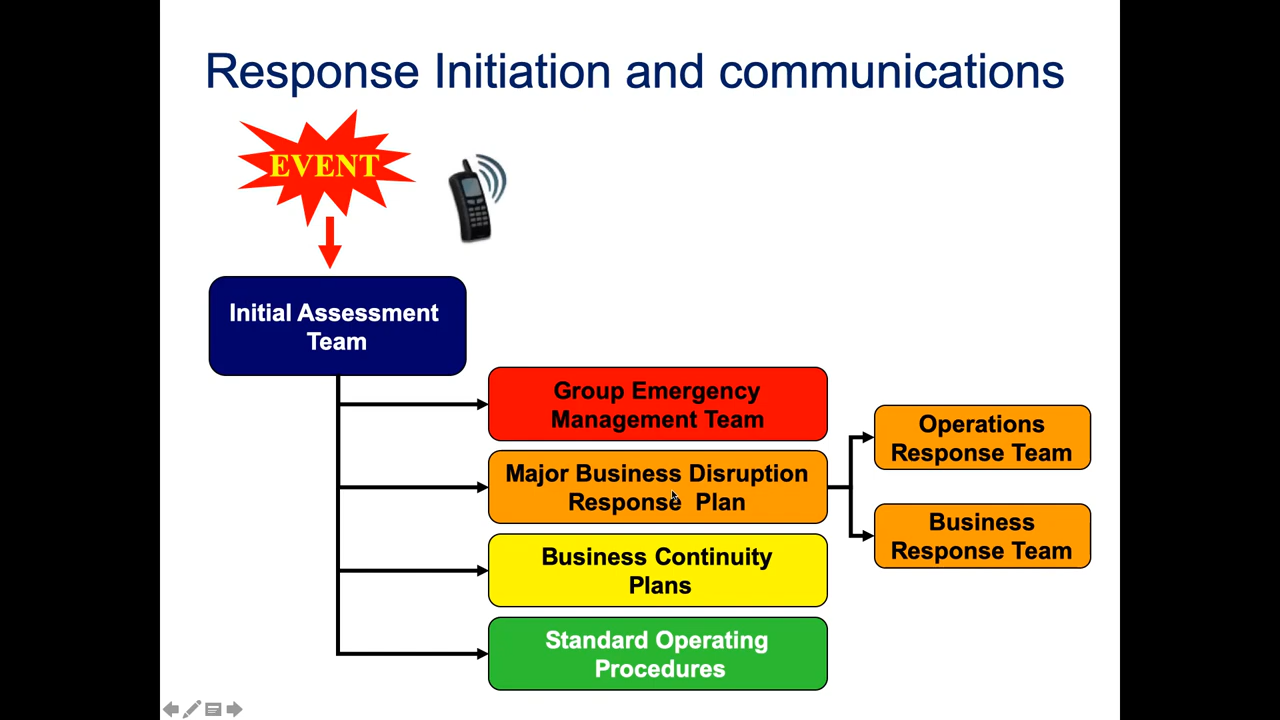 Response Initiation and communications
EVENT
Initial Assessment
Team
Group Emergency
Management Team
Major Business Disruption
Response Plan
Operations
Response Team
Business
Response Team
Business Continuity
Plans
Standard Operating
Procedures